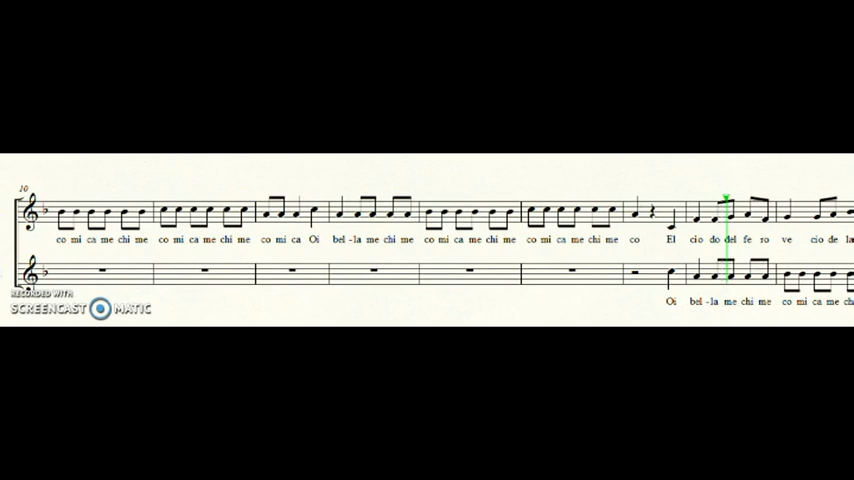 10
co mi ca me chi me co mi ca me chi me co mi ca Oi bel - la me chi me co mi ca me chi me co mi ca me chi me co El cio do del fe ro ve cio de la
RECORDED WITH
SCREENCAST MATIC
Oi bel - la me chi me co mi ca me ch